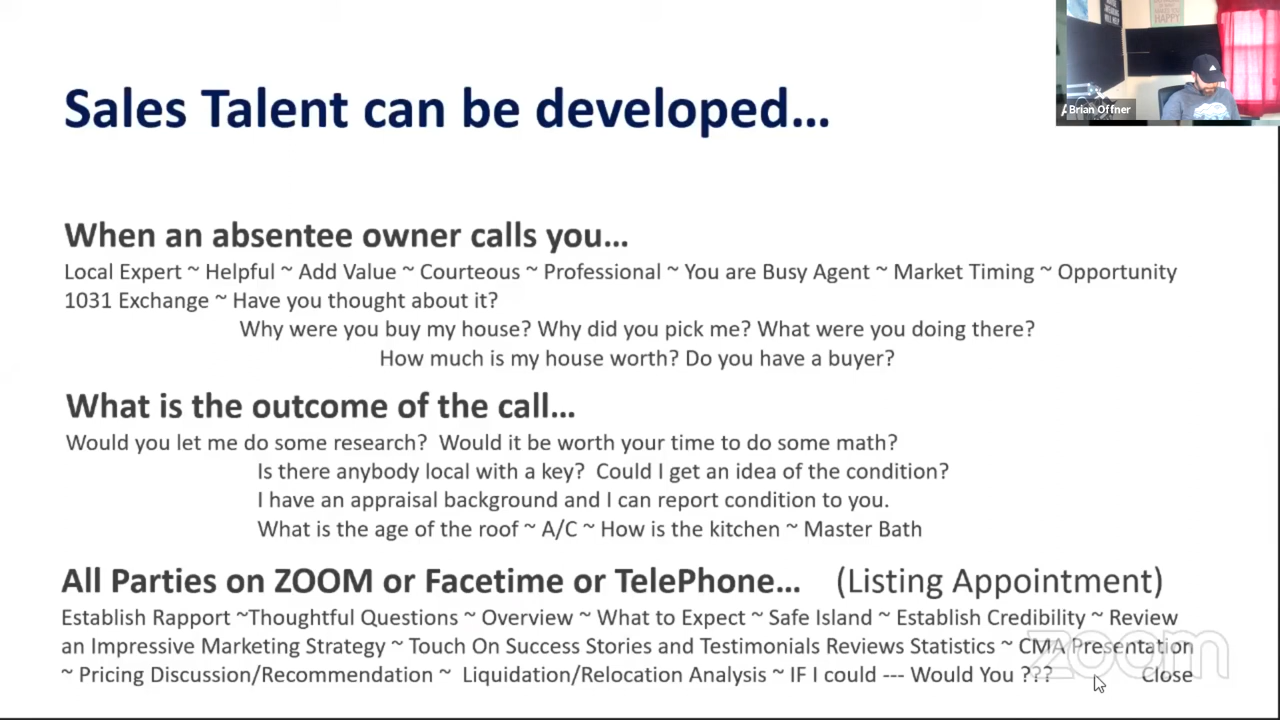 Sales Talent can be developed...
HAPPY
Brian Offner
When an absentee owner calls you...
Local Expert ~ Helpful ~ Add Value ~ Courteous ~ Professional ~ You are Busy Agent ~ Market Timing ~ Opportunity
1031 Exchange ~ Have you thought about it?
Why were you buy my house? Why did you pick me? What were you doing there?
How much is my house worth? Do you have a buyer?
What is the outcome of the call...
Would you let me do some research? Would it be worth your time to do some math?
Is there anybody local with a key? Could I get an idea of the condition?
I have an appraisal background and I can report condition to you.
What is the age of the roof ~ A/C ~ How is the kitchen ~ Master Bath
All Parties on ZOOM or Facetime or TelePhone... (Listing Appointment)
Establish Rapport ~Thoughtful Questions ~ Overview ~ What to Expect ~ Safe Island ~ Establish Credibility ~ Review
an Impressive Marketing Strategy ~ Touch On Success Stories and Testimonials Reviews Statistics ~ CMA Presentation
~ Pricing Discussion/Recommendation ~ Liquidation/Relocation Analysis ~ IF I could --- Would You ??? Close
zoom